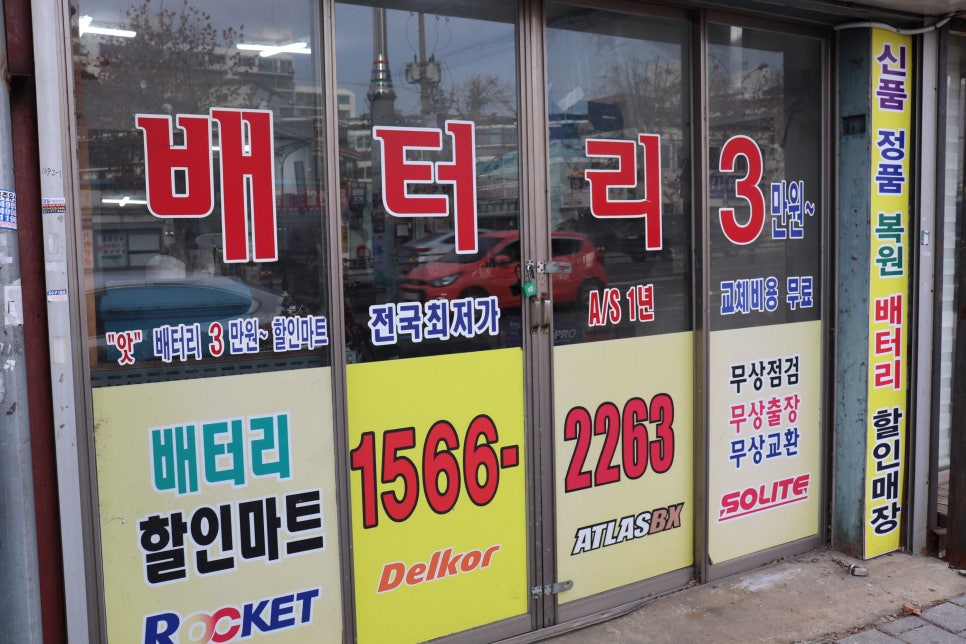 배터리 3만원~
"앗" 배터리 3만원~ 할인마트
전국최저가
A/S 1년
교체비용 무료
배터리
할인마트
ROCKET
1566-2263
Delkor
ATLASBX
무상점검
무상출장
무상교환
SOLITE
신품 정품 복원 배터리 할인매장